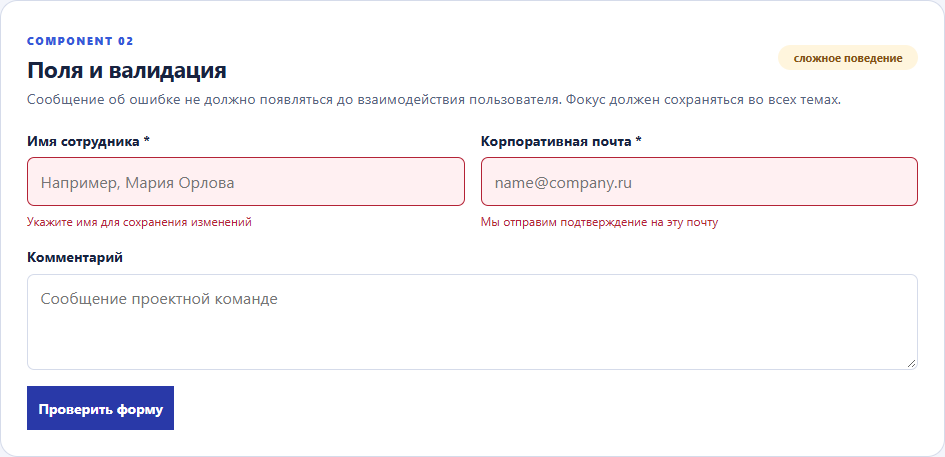 COMPONENT 02
Поля и валидация
сложное поведение
Сообщение об ошибке не должно появляться до взаимодействия пользователя. Фокус должен сохраняться во всех темах.
Имя сотрудника *
Корпоративная почта *
Например, Мария Орлова
name@company.ru
Укажите имя для сохранения изменений
Мы отправим подтверждение на эту почту
Комментарий
Сообщение проектной команде
Проверить форму